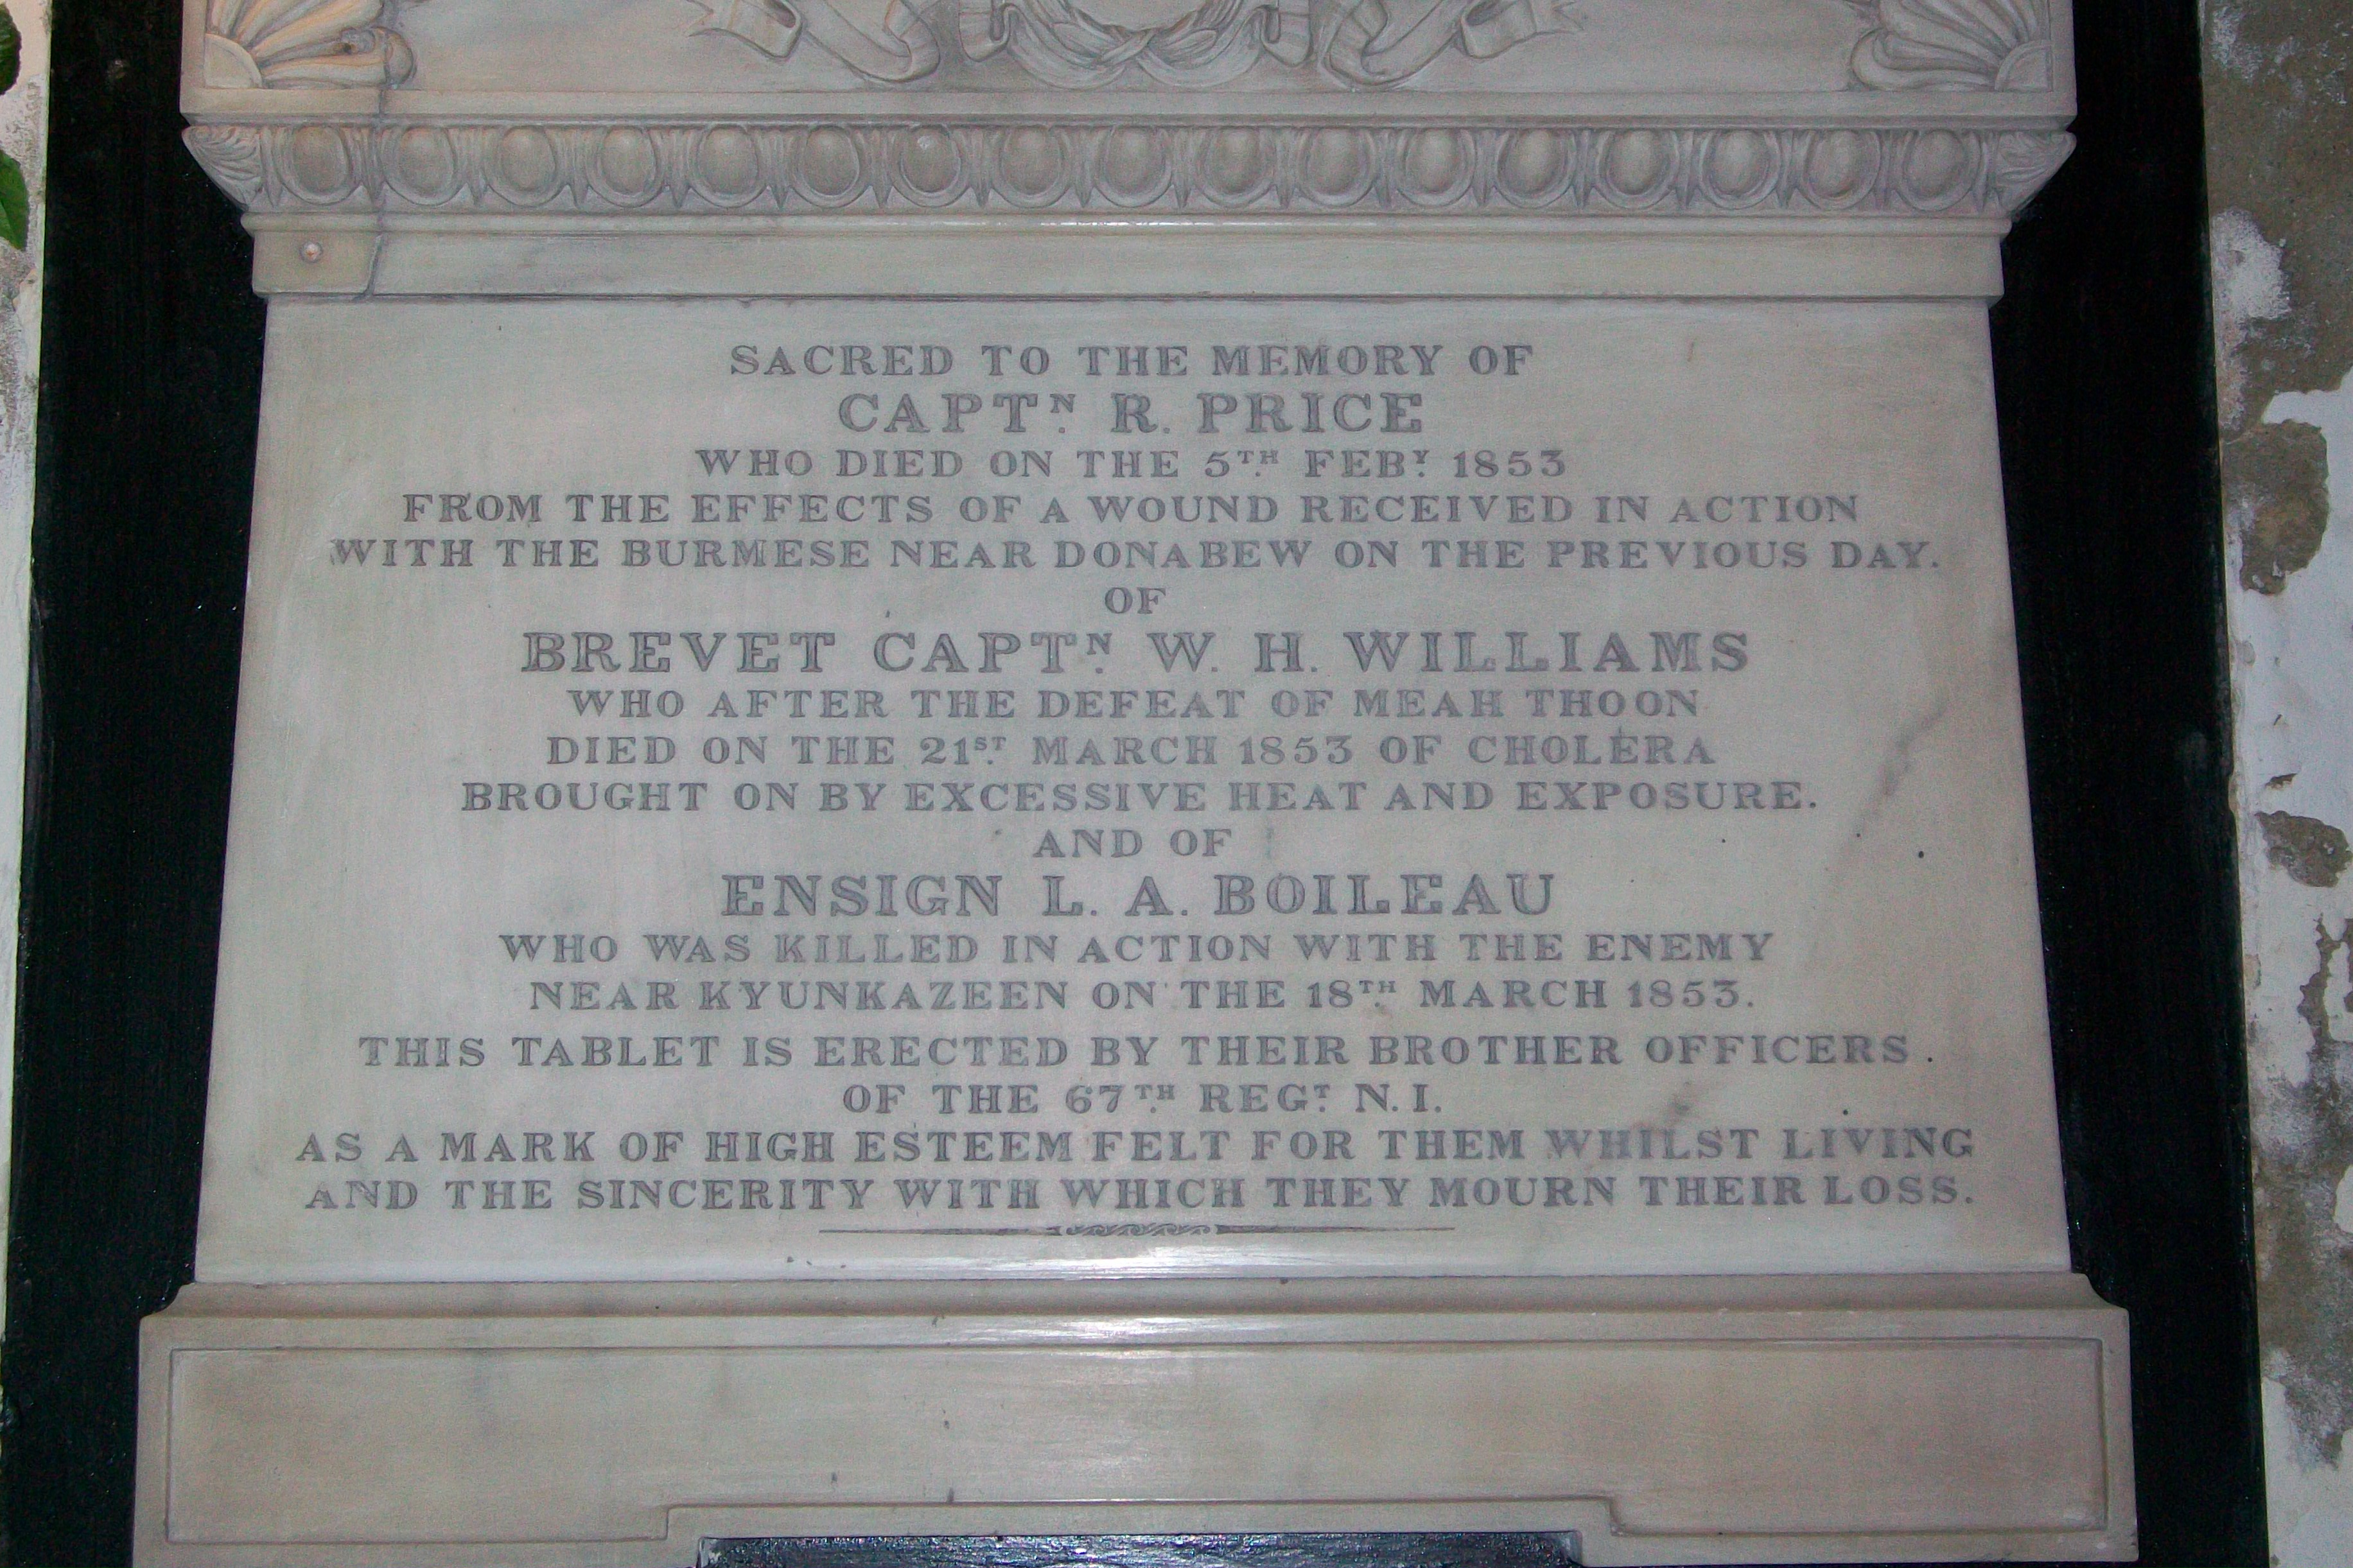 SACRED TO THE MEMORY OF
CAPTN. R. PRICE
WHO DIED ON THE 5TH. FEBY. 1853
FROM THE EFFECTS OF A WOUND RECEIVED IN ACTION
WITH THE BURMESE NEAR DONABEW ON THE PREVIOUS DAY.
OF
BREVET CAPTN. W. H. WILLIAMS
WHO AFTER THE DEFEAT OF MEAH THOON
DIED ON THE 21ST. MARCH 1853 OF CHOLERA
BROUGHT ON BY EXCESSIVE HEAT AND EXPOSURE.
AND OF
ENSIGN L. A. BOILEAU
WHO WAS KILLED IN ACTION WITH THE ENEMY
NEAR KYUNKAZEEN ON THE 18TH. MARCH 1853.
THIS TABLET IS ERECTED BY THEIR BROTHER OFFICERS.
OF THE 67TH. REGT. N. I.
AS A MARK OF HIGH ESTEEM FELT FOR THEM WHILST LIVING
AND THE SINCERITY WITH WHICH THEY MOURN THEIR LOSS.